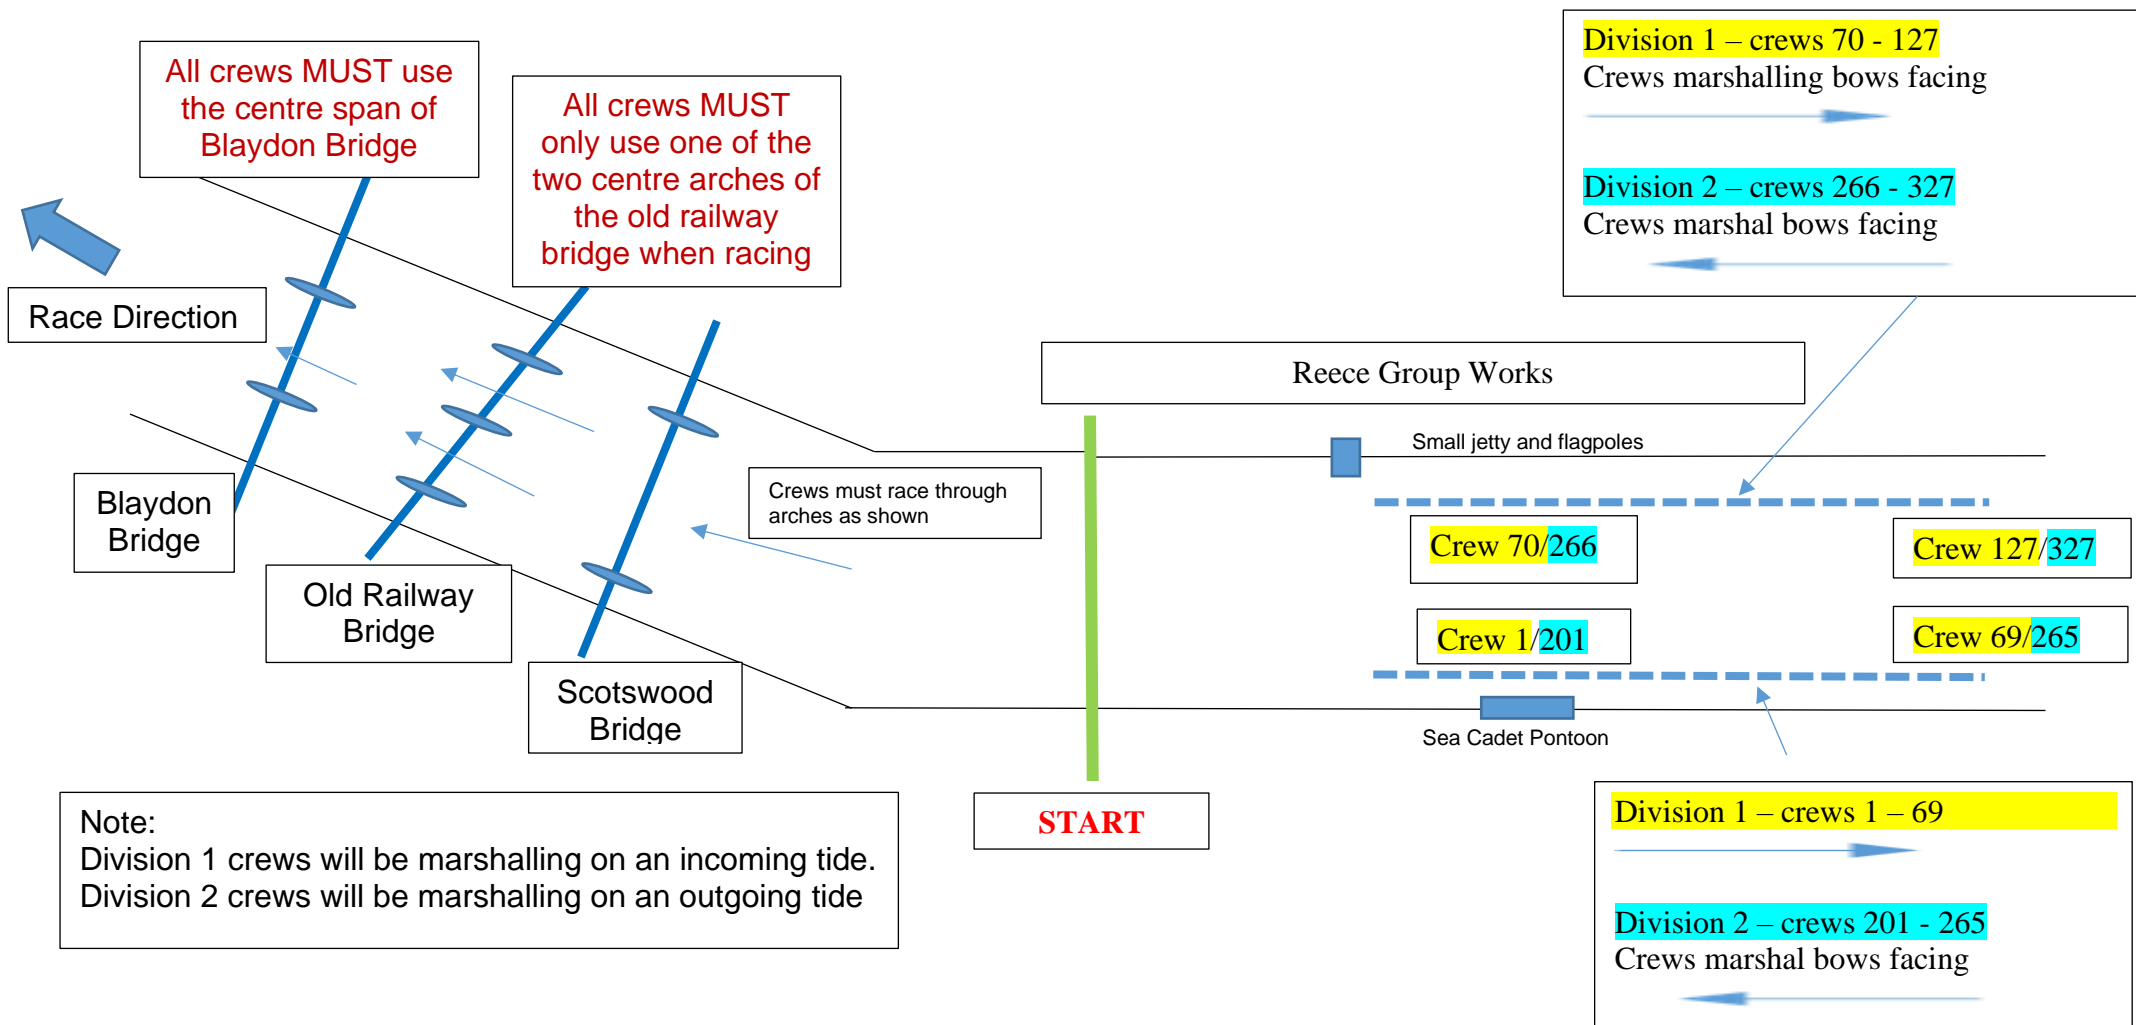 All crews MUST use
the centre span of
Blaydon Bridge
All crews MUST
only use one of the
two centre arches of
the old railway
bridge when racing
Division 1 – crews 70 - 127
Crews marshalling bows facing
Division 2 – crews 266 - 327
Crews marshal bows facing
Race Direction
Reece Group Works
Small jetty and flagpoles
Crews must race through
arches as shown
Blaydon
Bridge
Old Railway
Bridge
Scotswood
Bridge
Crew 70/266
Crew 127/327
Crew 1/201
Crew 69/265
Sea Cadet Pontoon
START
Note:
Division 1 crews will be marshalling on an incoming tide.
Division 2 crews will be marshalling on an outgoing tide
Division 1 – crews 1 – 69
Division 2 – crews 201 - 265
Crews marshal bows facing